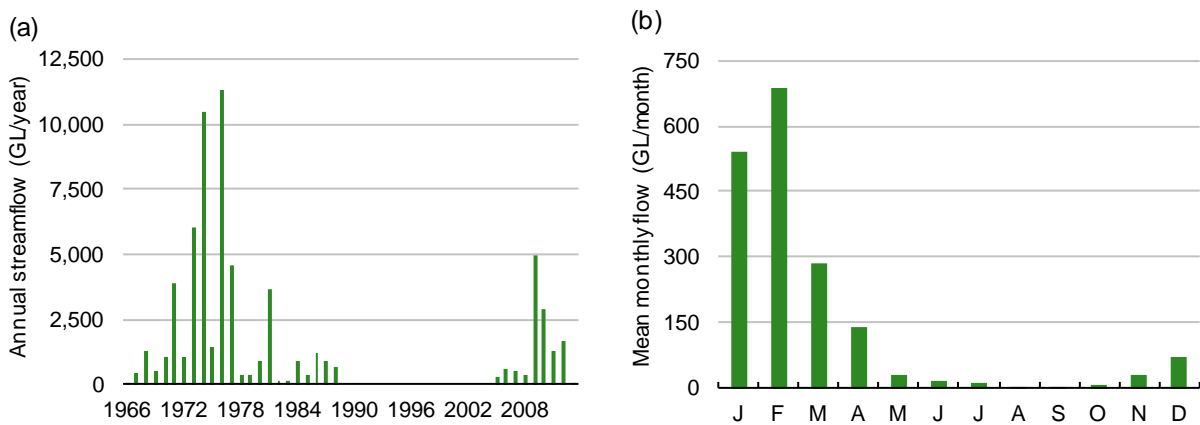 (a)
Annual streamflow (GL/year)
12,500
10,000
7,500
5,000
2,500
0
1966 1972 1978 1984 1990 1996 2002 2008
(b)
Mean monthly flow (GL/month)
750
600
450
300
150
0
J F M A M J J A S O N D